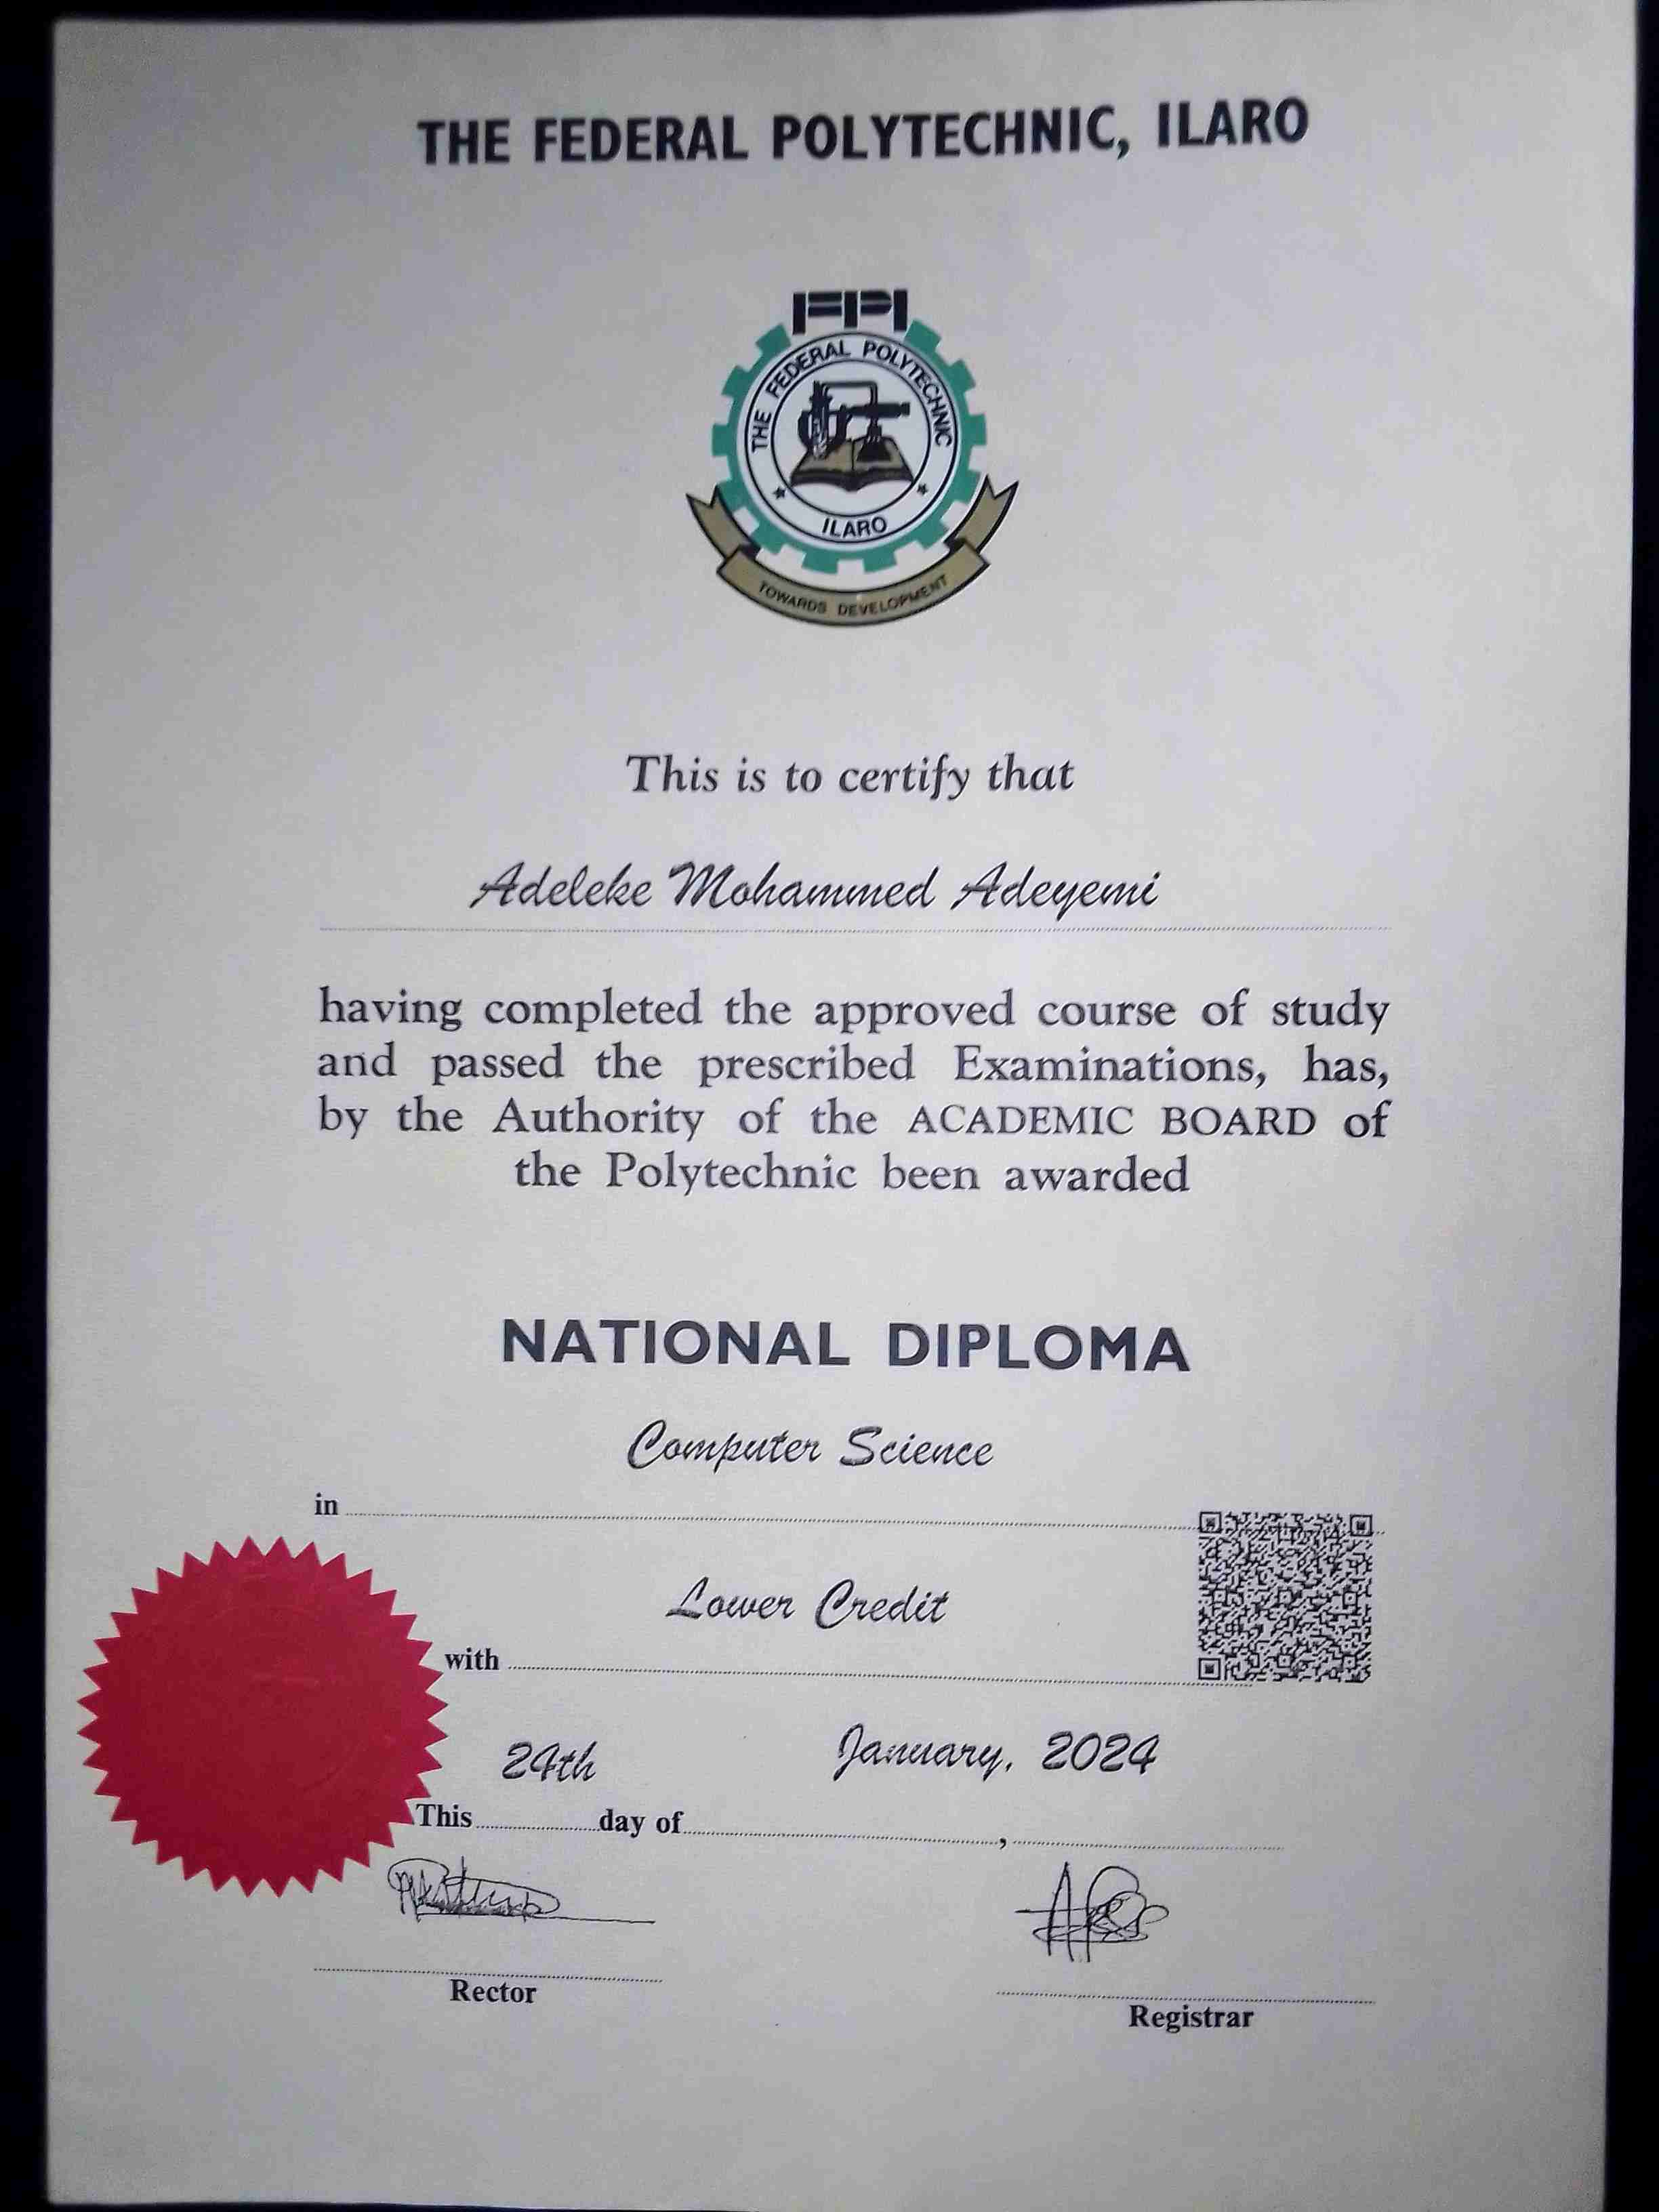 THE FEDERAL POLYTECHNIC, ILARO
FPI
THE FEDERAL POLYTECHNIC
ILARO
TOWARDS DEVELOPMENT
This is to certify that
Adeleke Mohammed Adeyemi
having completed the approved course of study
and passed the prescribed Examinations, has,
by the Authority of the ACADEMIC BOARD of
the Polytechnic been awarded
NATIONAL DIPLOMA
Computer Science
in
Lower Credit
with
24th January, 2024
This day of ,
Rector
Registrar